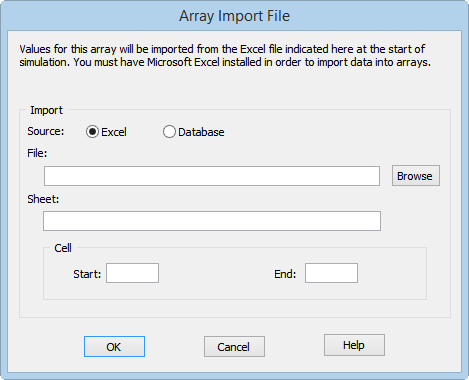 Array Import File
Values for this array will be imported from the Excel file indicated here at the start of
simulation. You must have Microsoft Excel installed in order to import data into arrays.
Import
Source: Excel Database
File:
Browse
Sheet:
Cell
Start: End:
OK Cancel Help